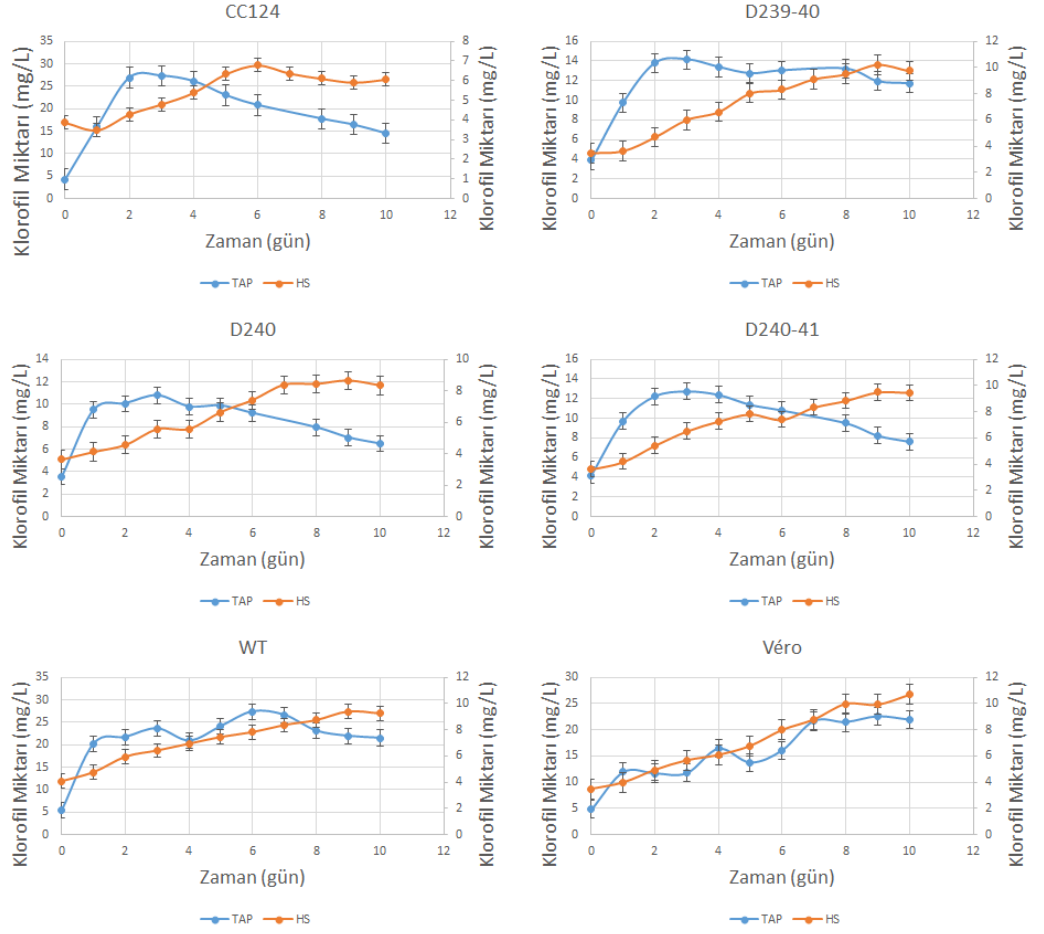 CC124
Klorofil Miktarı (mg/L)
35
30
25
20
15
10
5
0
8
7
6
5
4
3
2
1
0
Klorofil Miktarı (mg/L)
0 2 4 6 8 10 12
Zaman (gün)
TAP HS
D239-40
Klorofil Miktarı (mg/L)
16
14
12
10
8
6
4
2
0
12
10
8
6
4
2
0
Klorofil Miktarı (mg/L)
0 2 4 6 8 10 12
Zaman (gün)
TAP HS
D240
Klorofil Miktarı (mg/L)
14
12
10
8
6
4
2
0
10
8
6
4
2
0
Klorofil Miktarı (mg/L)
0 2 4 6 8 10 12
Zaman (gün)
TAP HS
D240-41
Klorofil Miktarı (mg/L)
16
14
12
10
8
6
4
2
0
12
10
8
6
4
2
0
Klorofil Miktarı (mg/L)
0 2 4 6 8 10 12
Zaman (gün)
TAP HS
WT
Klorofil Miktarı (mg/L)
35
30
25
20
15
10
5
0
12
10
8
6
4
2
0
Klorofil Miktarı (mg/L)
0 2 4 6 8 10 12
Zaman (gün)
TAP HS
Véro
Klorofil Miktarı (mg/L)
30
25
20
15
10
5
0
12
10
8
6
4
2
0
Klorofil Miktarı (mg/L)
0 2 4 6 8 10 12
Zaman (gün)
TAP HS